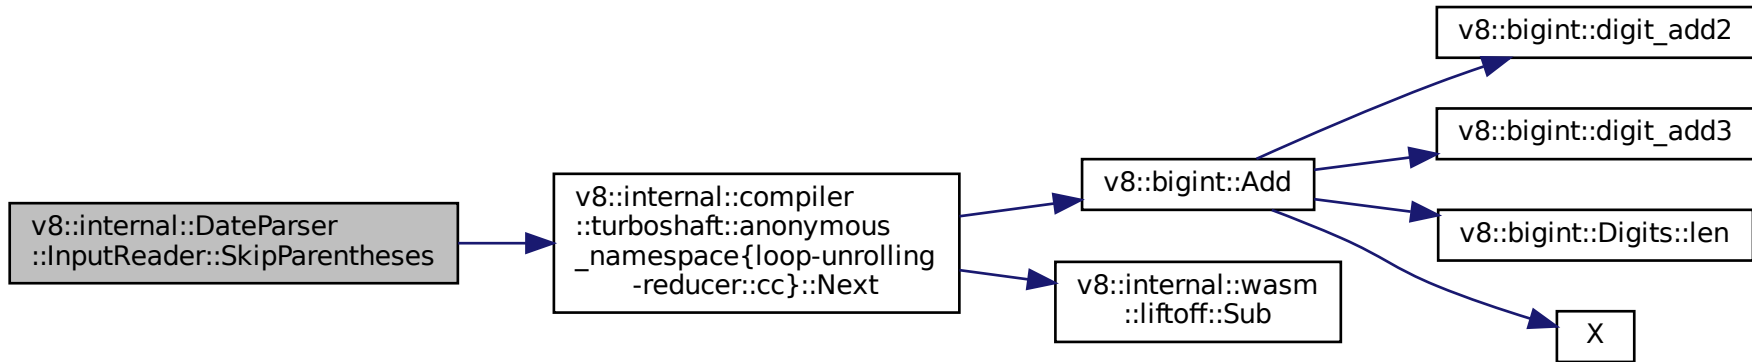 v8::internal::DateParser
::InputReader::SkipParentheses
v8::internal::compiler
::turboshaft::anonymous
_namespace{loop-unrolling
-reducer::cc}::Next
v8::bigint::Add
v8::internal::wasm
::liftoff::Sub
v8::bigint::digit_add2
v8::bigint::digit_add3
v8::bigint::Digits::len
X